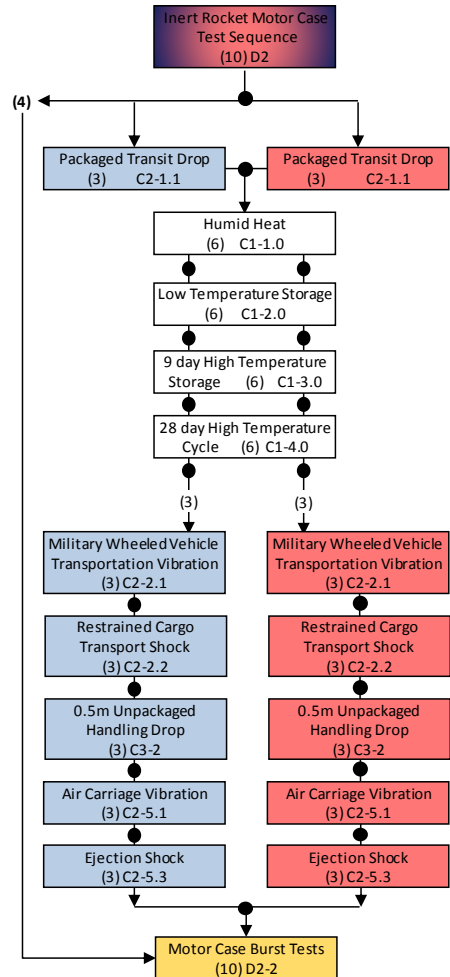 Inert Rocket Motor Case
Test Sequence
(10) D2
(4)
Packaged Transit Drop
(3) C2-1.1
Packaged Transit Drop
(3) C2-1.1
Humid Heat
(6) C1-1.0
Low Temperature Storage
(6) C1-2.0
9 day High Temperature
Storage (6) C1-3.0
28 day High Temperature
Cycle (6) C1-4.0
(3)
(3)
Military Wheeled Vehicle
Transportation Vibration
(3) C2-2.1
Military Wheeled Vehicle
Transportation Vibration
(3) C2-2.1
Restrained Cargo
Transport Shock
(3) C2-2.2
Restrained Cargo
Transport Shock
(3) C2-2.2
0.5m Unpackaged
Handling Drop
(3) C3-2
0.5m Unpackaged
Handling Drop
(3) C3-2
Air Carriage Vibration
(3) C2-5.1
Air Carriage Vibration
(3) C2-5.1
Ejection Shock
(3) C2-5.3
Ejection Shock
(3) C2-5.3
Motor Case Burst Tests
(10) D2-2